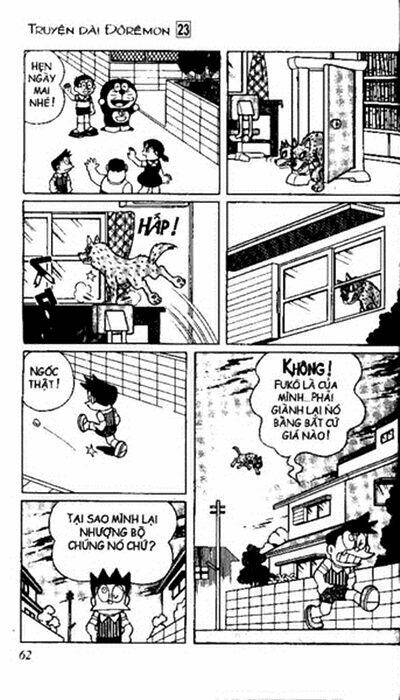 TRUYỆN DÀI ĐÔRÊMON 23
HẸN
NGÀY
MAI
NHÉ!
HẤP!
NGỐC
THẬT!
KHÔNG!
FUKÔ LÀ CỦA
MÌNH...PHẢI
GIÀNH LẠI NÓ
BẰNG BẤT CỨ
GIÁ NÀO!
TẠI SAO MÌNH LẠI
NHƯỢNG BỘ
CHÚNG NÓ CHỨ?
62